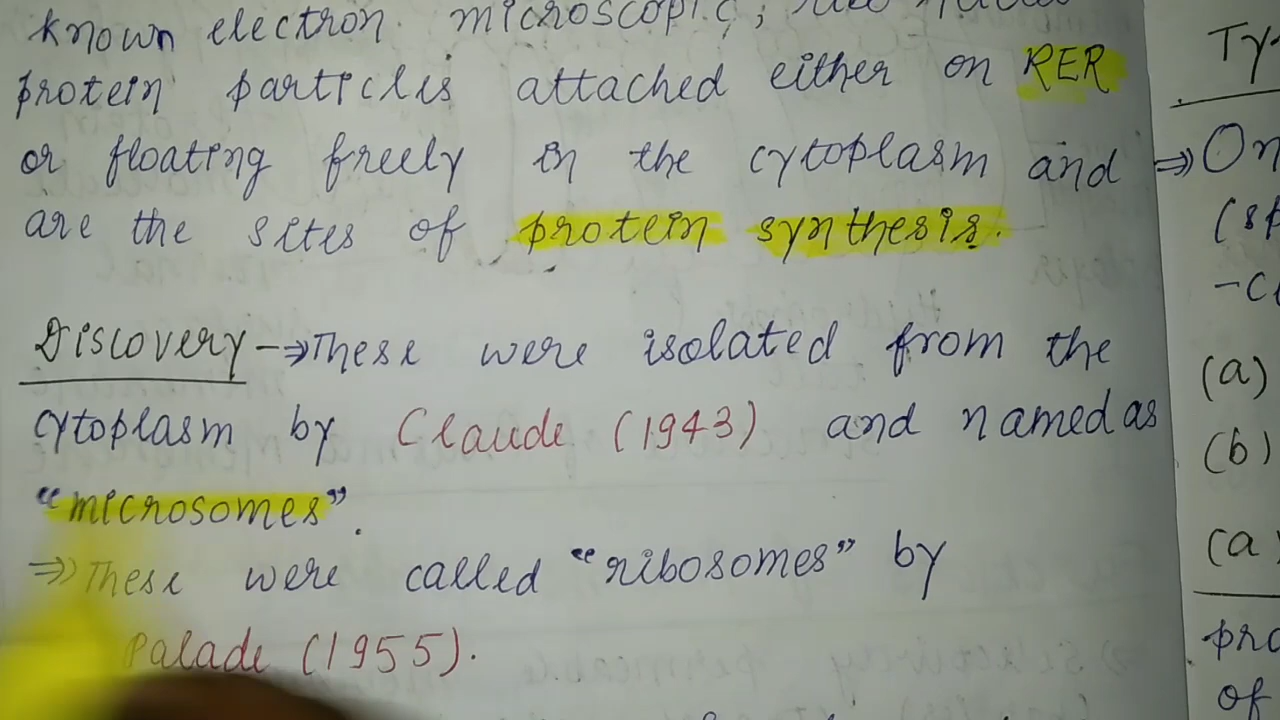 known electron microscopic,
protein particles attached either on RER
or floating freely in the cytoplasm and
are the sites of protein synthesis.
Discovery → These were isolated from the
cytoplasm by Claude (1943) and named as
"microsomes".
⇒ These were called "ribosomes" by
Palade (1955).
⇒ On
(a)
(b)
(a)
of